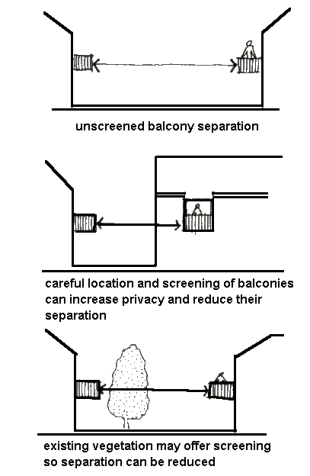 unscreened balcony separation
careful location and screening of balconies
can increase privacy and reduce their
separation
existing vegetation may offer screening
so separation can be reduced